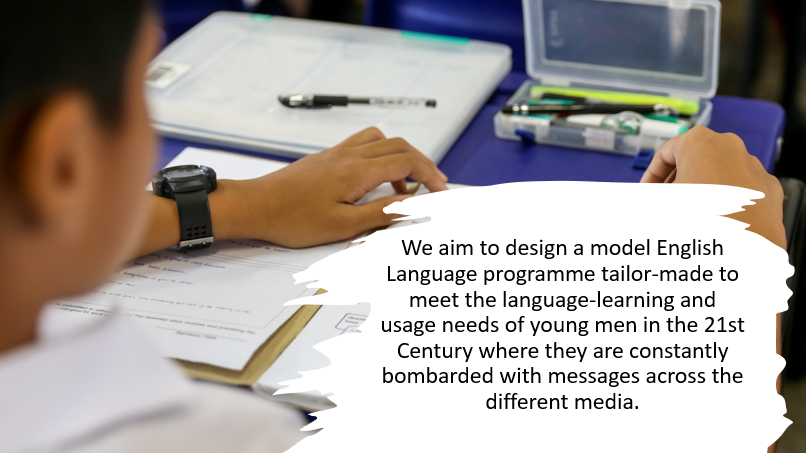 We aim to design a model English
Language programme tailor-made to
meet the language-learning and
usage needs of young men in the 21st
Century where they are constantly
bombarded with messages across the
different media.